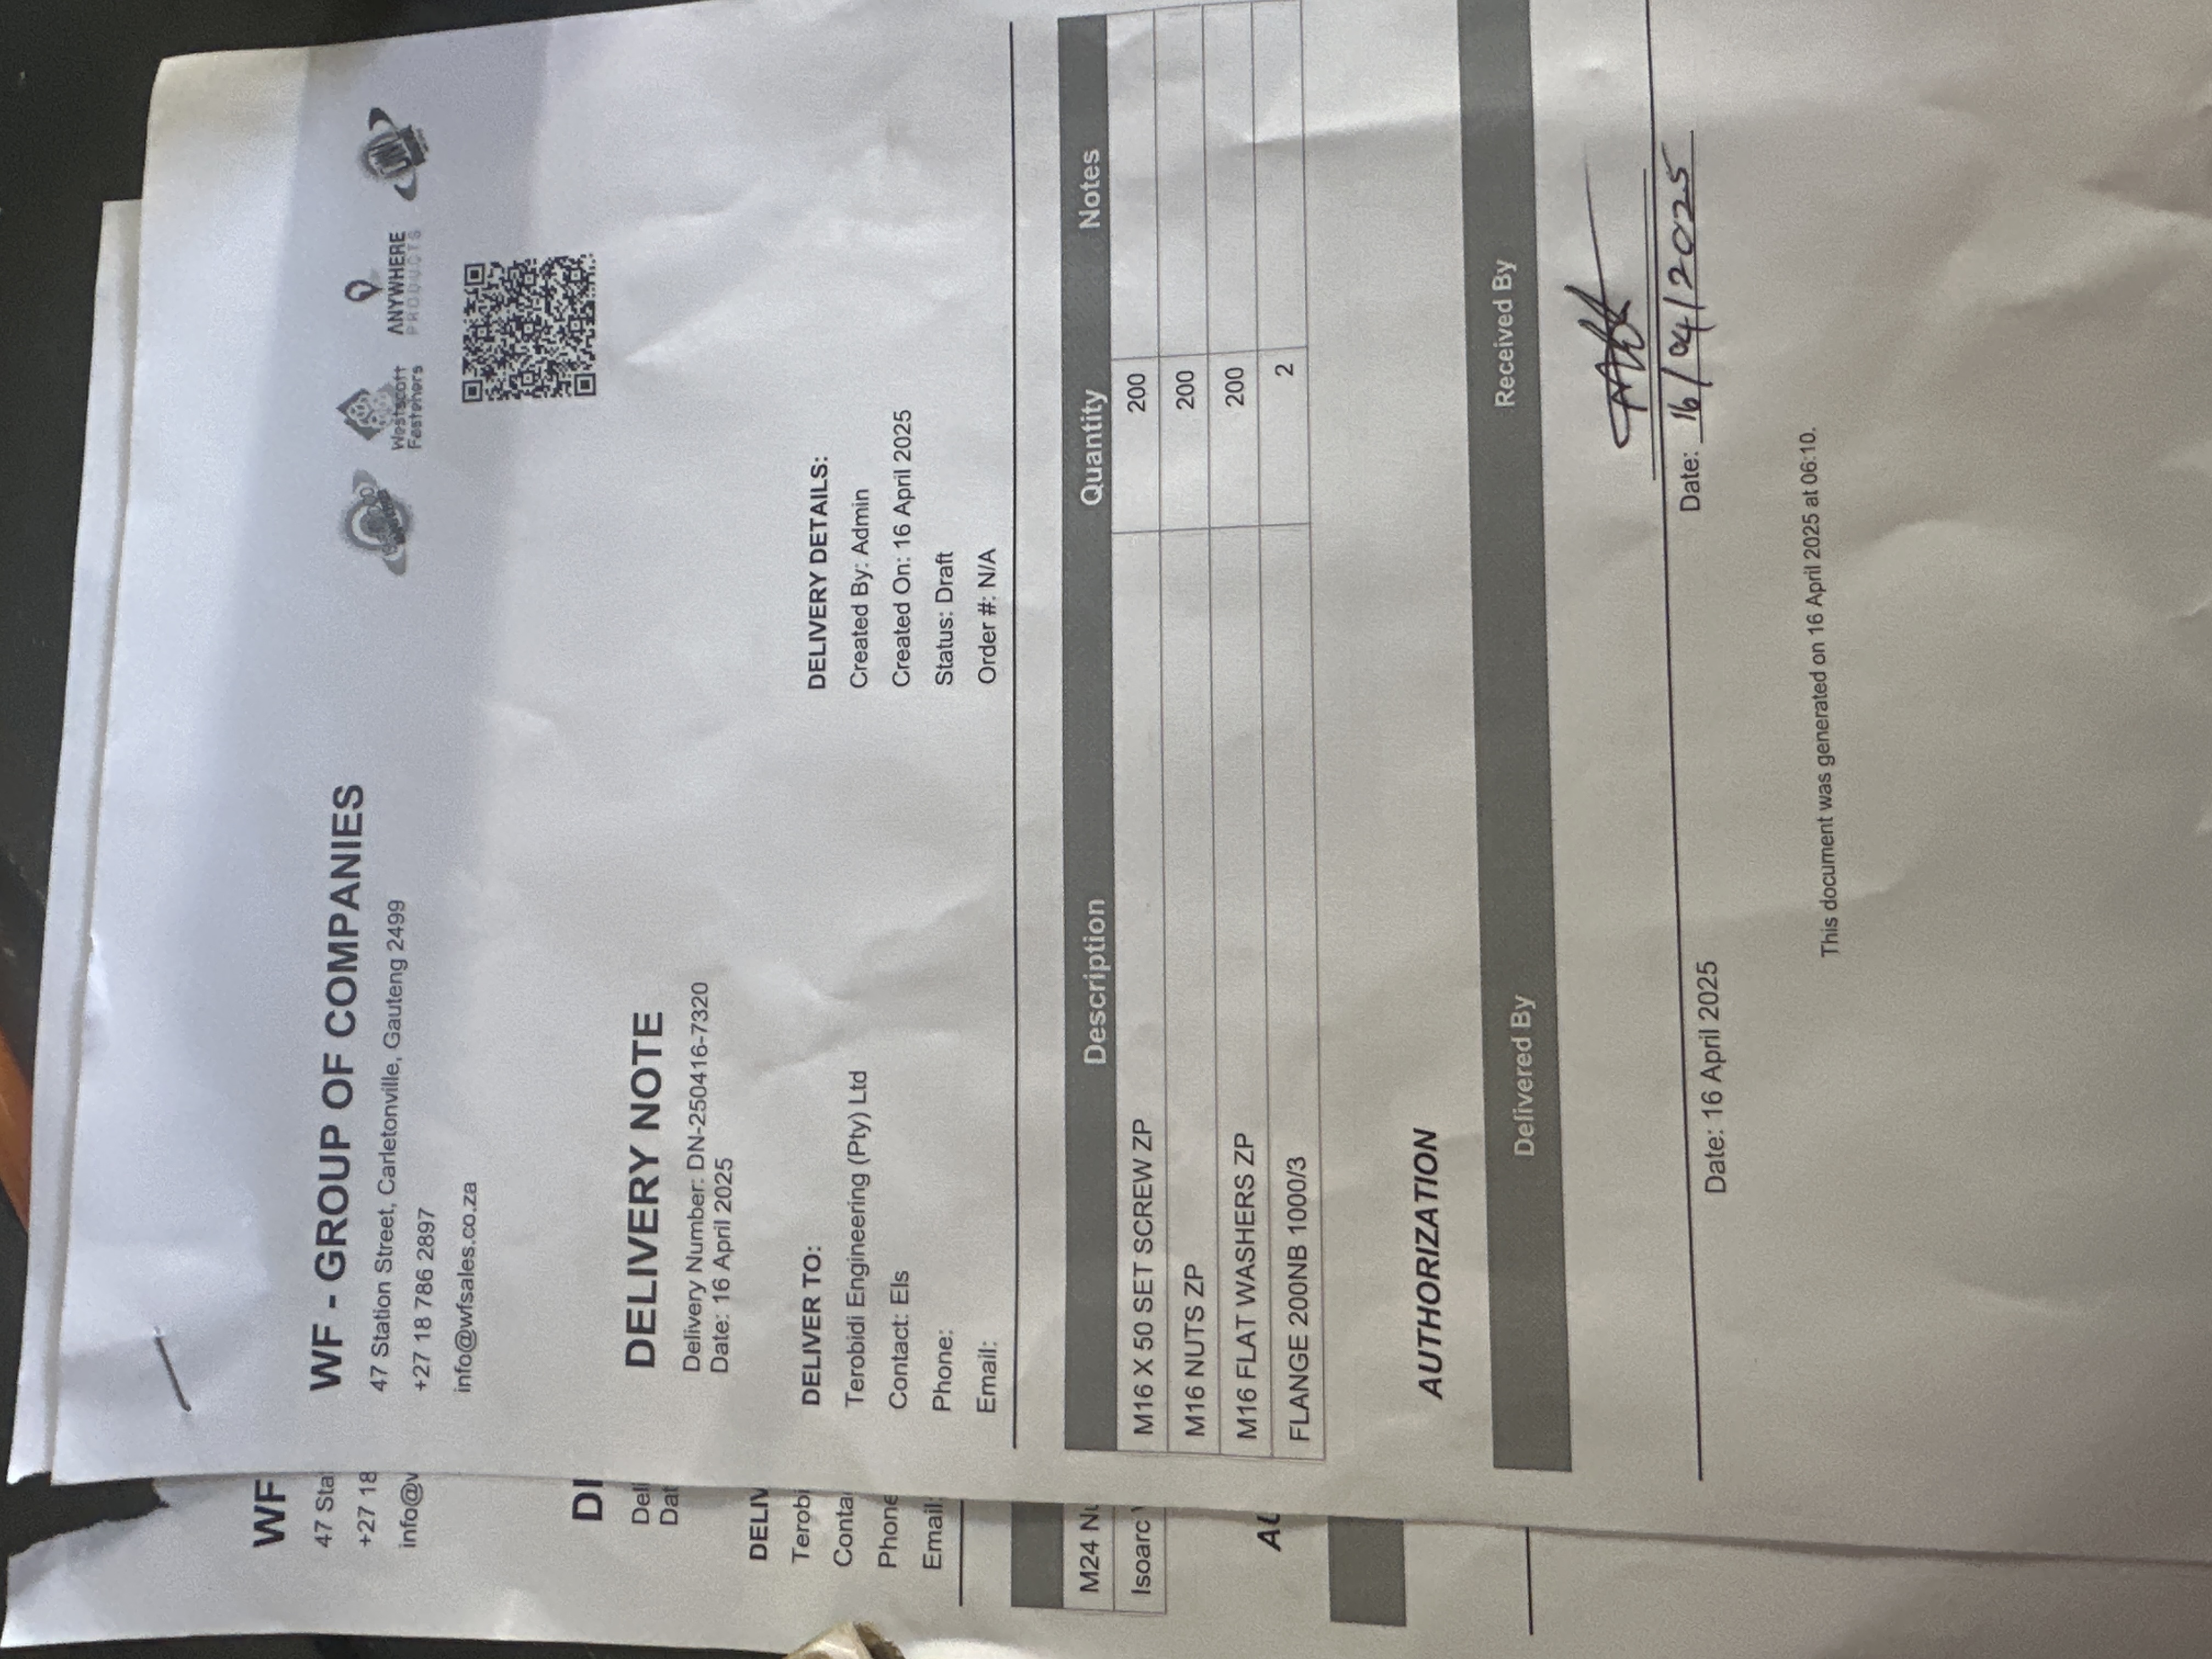 WF
47 Sta
+27 18
info@
DELIV
Terobi
Conta
Phone
Email:
M24 Nu
Isoarc
WF - GROUP OF COMPANIES
47 Station Street, Carletonville, Gauteng 2499
+27 18 786 2897
info@wfsales.co.za
Westscott
Fasteners
ANYWHERE
PRODUCTS
DELIVERY NOTE
Delivery Number: DN-250416-7320
Date: 16 April 2025
DELIVER TO:
Terobidi Engineering (Pty) Ltd
Contact: Els
Phone:
Email:
DELIVERY DETAILS:
Created By: Admin
Created On: 16 April 2025
Status: Draft
Order #: N/A
Description Quantity Notes
M16 X 50 SET SCREW ZP 200
M16 NUTS ZP 200
M16 FLAT WASHERS ZP 200
FLANGE 200NB 1000/3 2
AUTHORIZATION
Delivered By Received By
Date: 16 April 2025
Date: 16/04/2025
This document was generated on 16 April 2025 at 06:10.